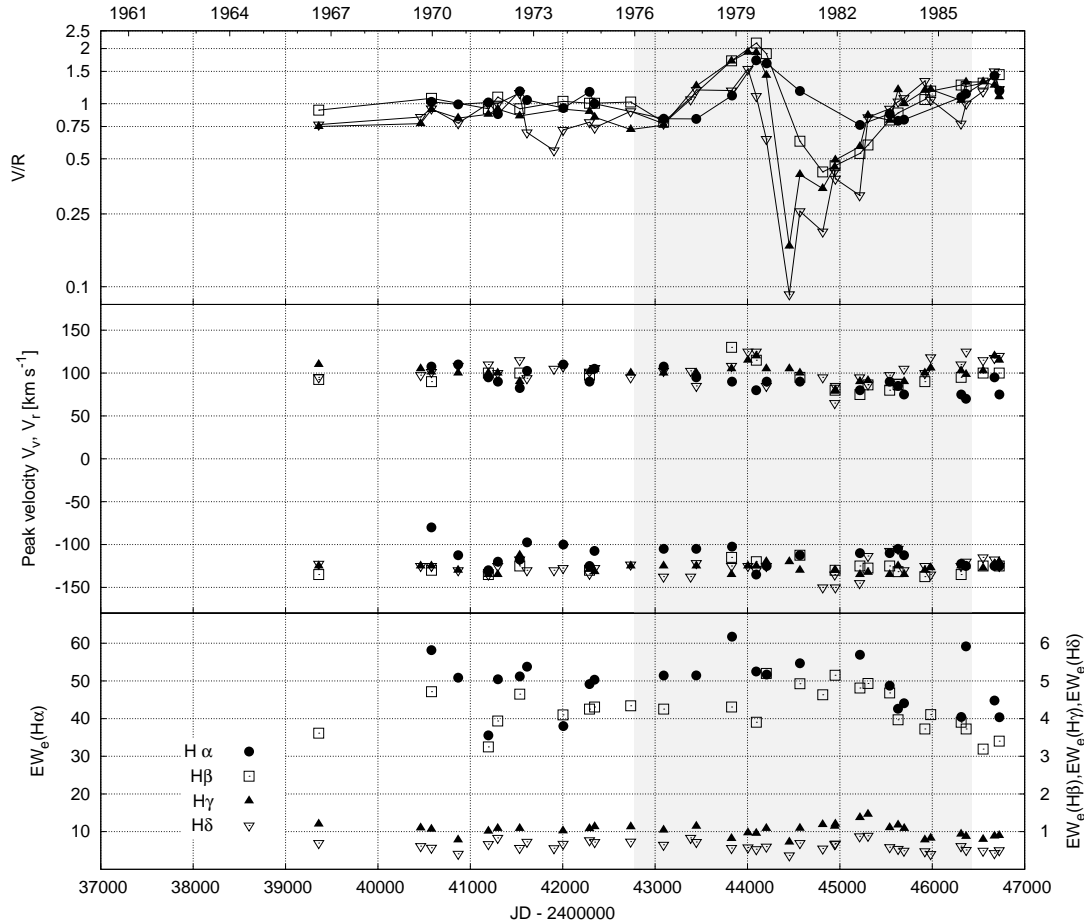 1961 1964 1967 1970 1973 1976 1979 1982 1985
2.5
2
1.5
1
0.75
0.5
0.25
0.1
V/R
150
100
50
0
-50
-100
-150
Peak velocity V_v, V_r [km s⁻¹]
60
50
40
30
20
10
EW_e(Hα)
6
5
4
3
2
1
EW_e(Hβ),EW_e(Hγ),EW_e(Hδ)
H α
Hβ
Hγ
Hδ
37000 38000 39000 40000 41000 42000 43000 44000 45000 46000 47000
JD - 2400000